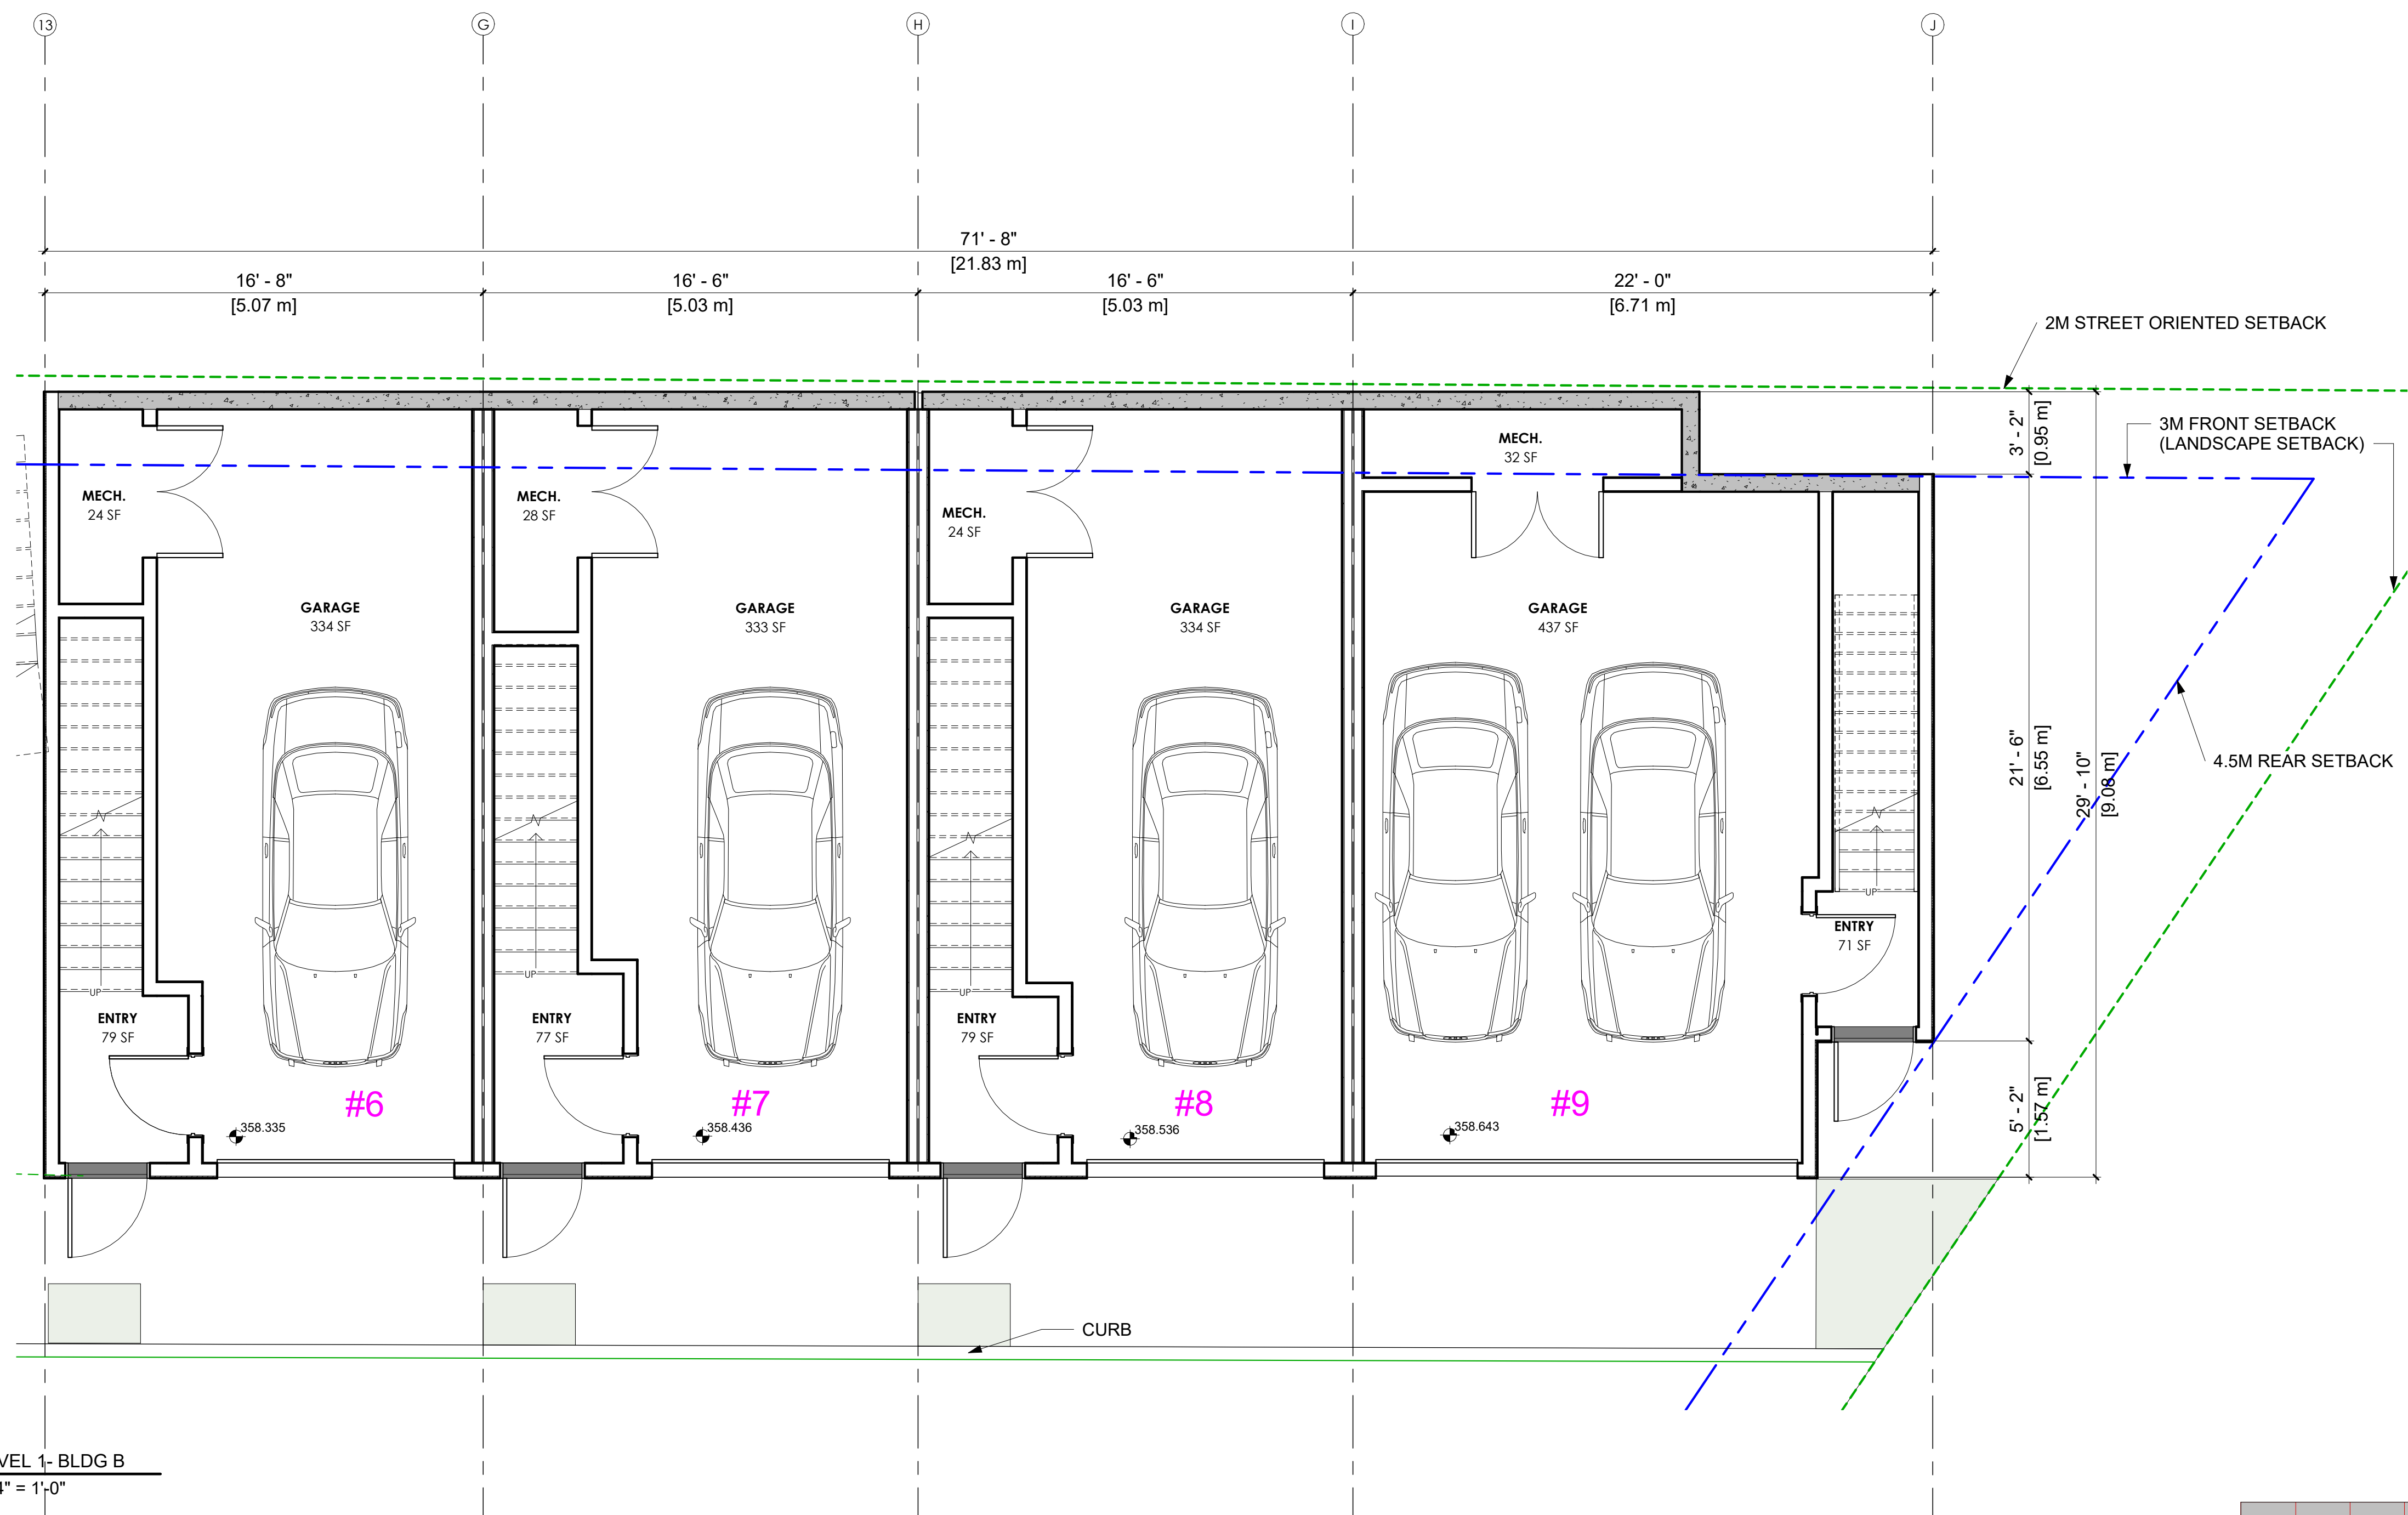 13
G
H
I
J
71' - 8"
[21.83 m]
16' - 8"
[5.07 m]
16' - 6"
[5.03 m]
16' - 6"
[5.03 m]
22' - 0"
[6.71 m]
2M STREET ORIENTED SETBACK
3M FRONT SETBACK
(LANDSCAPE SETBACK)
3' - 2"
[0.95 m]
MECH.
24 SF
MECH.
28 SF
MECH.
24 SF
MECH.
32 SF
GARAGE
334 SF
GARAGE
333 SF
GARAGE
334 SF
GARAGE
437 SF
21' - 6"
[6.55 m]
29' - 10"
[9.08 m]
4.5M REAR SETBACK
UP
UP
UP
UP
ENTRY
79 SF
ENTRY
77 SF
ENTRY
79 SF
ENTRY
71 SF
#6
#7
#8
#9
358.335
358.436
358.536
358.643
5' - 2"
[1.57 m]
CURB
VEL 1- BLDG B
4" = 1'-0"